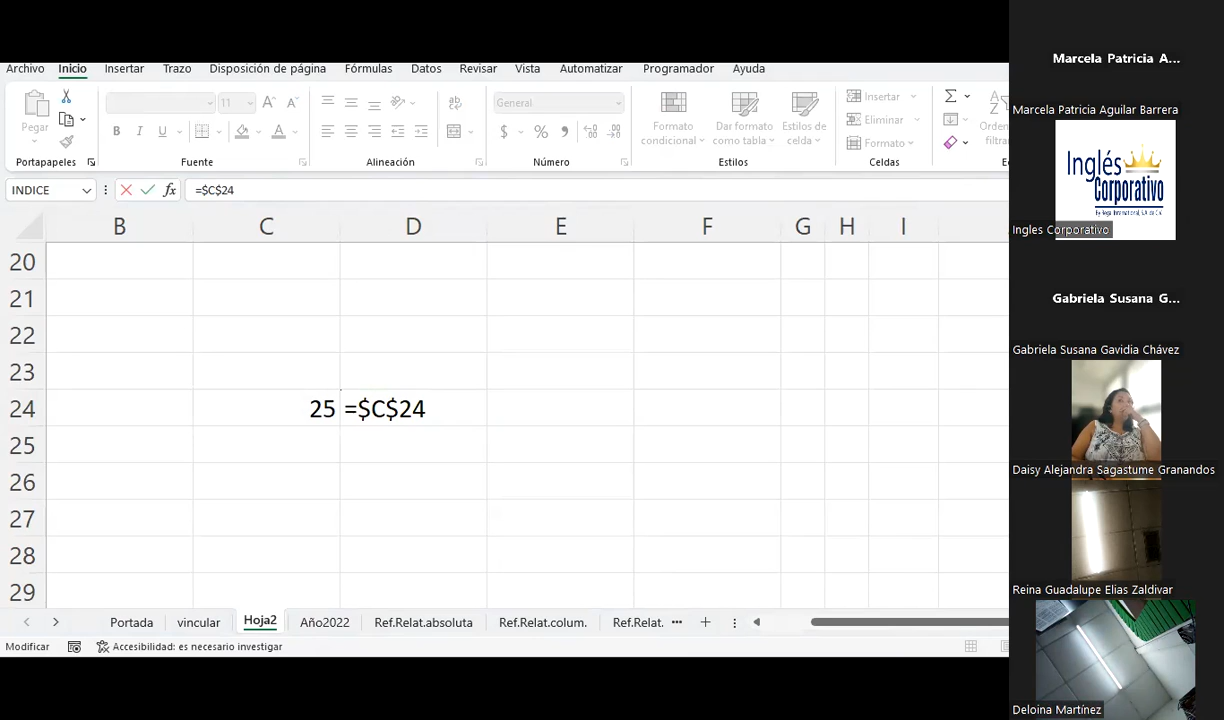 Archivo Inicio Insertar Trazo Disposición de página Fórmulas Datos Revisar Vista Automatizar Programador Ayuda
11 General Insertar
Pegar Formato condicional Dar formato como tabla Estilos de celda Eliminar
Formato
Portapapeles Fuente Alineación Número Estilos Celdas
INDICE fx =$C$24
B C D E F G H I
20
21
22
23
24 25 =$C$24
25
26
27
28
29
Portada vincular Hoja2 Año2022 Ref.Relat.absoluta Ref.Relat.colum. Ref.Relat. ...
Modificar Accesibilidad: es necesario investigar
Marcela Patricia A...
Marcela Patricia Aguilar Barrera
Inglés
Corporativo
Ingles Corporativo
Gabriela Susana G...
Gabriela Susana Gavidia Chávez
Daisy Alejandra Sagastume Granandos
Reina Guadalupe Elias Zaldivar
Deloina Martínez